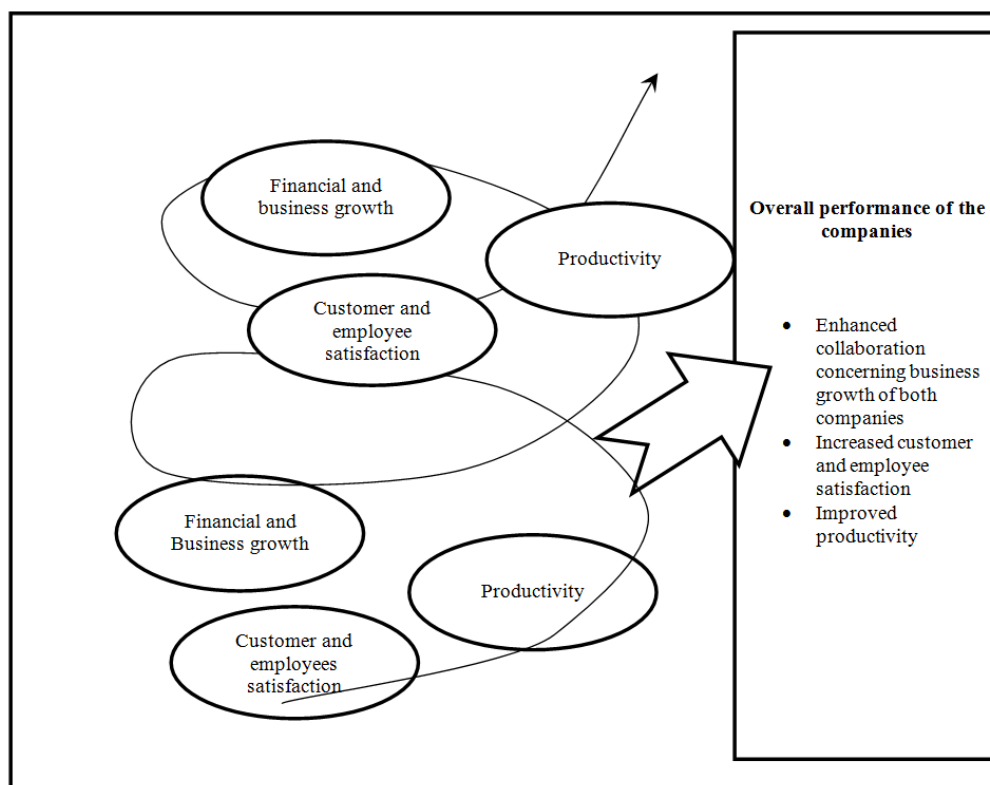 Financial and
business growth
Productivity
Customer and
employee
satisfaction
Financial and
Business growth
Productivity
Customer and
employees
satisfaction
Overall performance of the
companies
• Enhanced
collaboration
concerning business
growth of both
companies
• Increased customer
and employee
satisfaction
• Improved
productivity